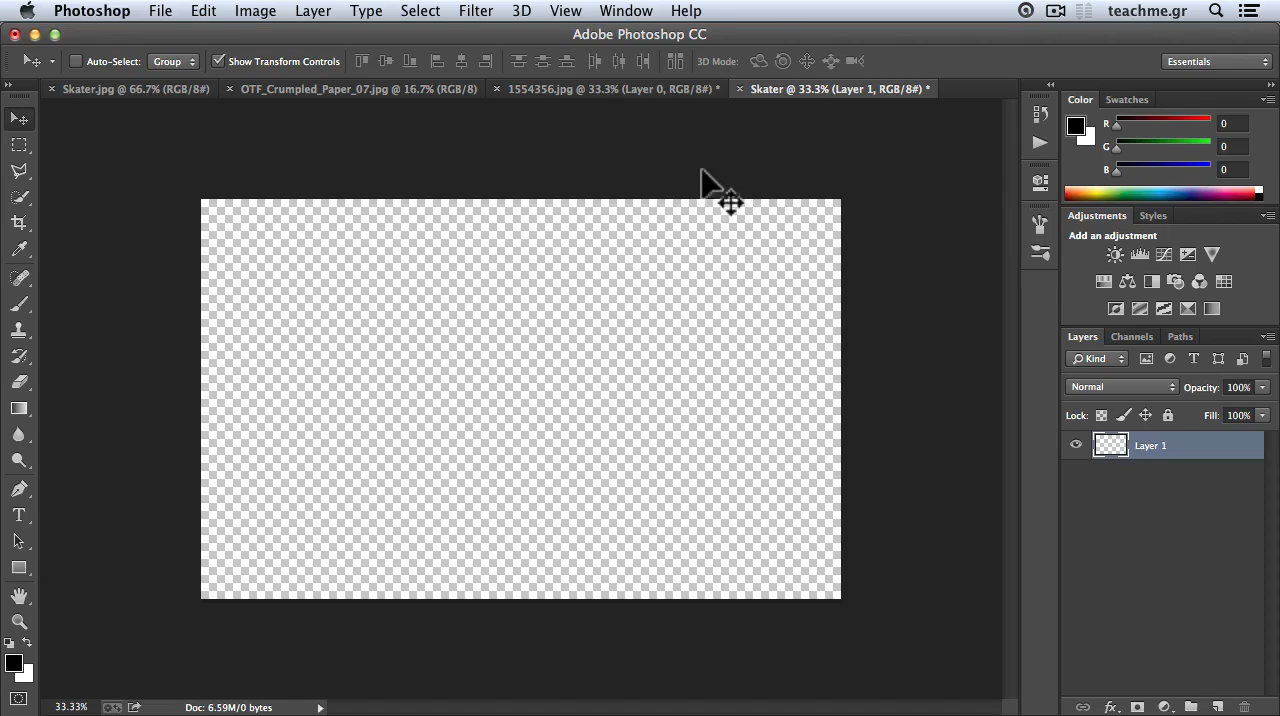 Photoshop File Edit Image Layer Type Select Filter 3D View Window Help teachme.gr
Adobe Photoshop CC
Auto-Select: Group Show Transform Controls 3D Mode: Essentials
Skater.jpg @ 66.7% (RGB/8#) OTF_Crumpled_Paper_07.jpg @ 16.7% (RGB/8) 1554356.jpg @ 33.3% (Layer 0, RGB/8#) * Skater @ 33.3% (Layer 1, RGB/8#) *
Color Swatches
R 0
G 0
B 0
Adjustments Styles
Add an adjustment
Layers Channels Paths
Kind
Normal Opacity: 100%
Lock: Fill: 100%
Layer 1
T
33.33% Doc: 6.59M/0 bytes
fx